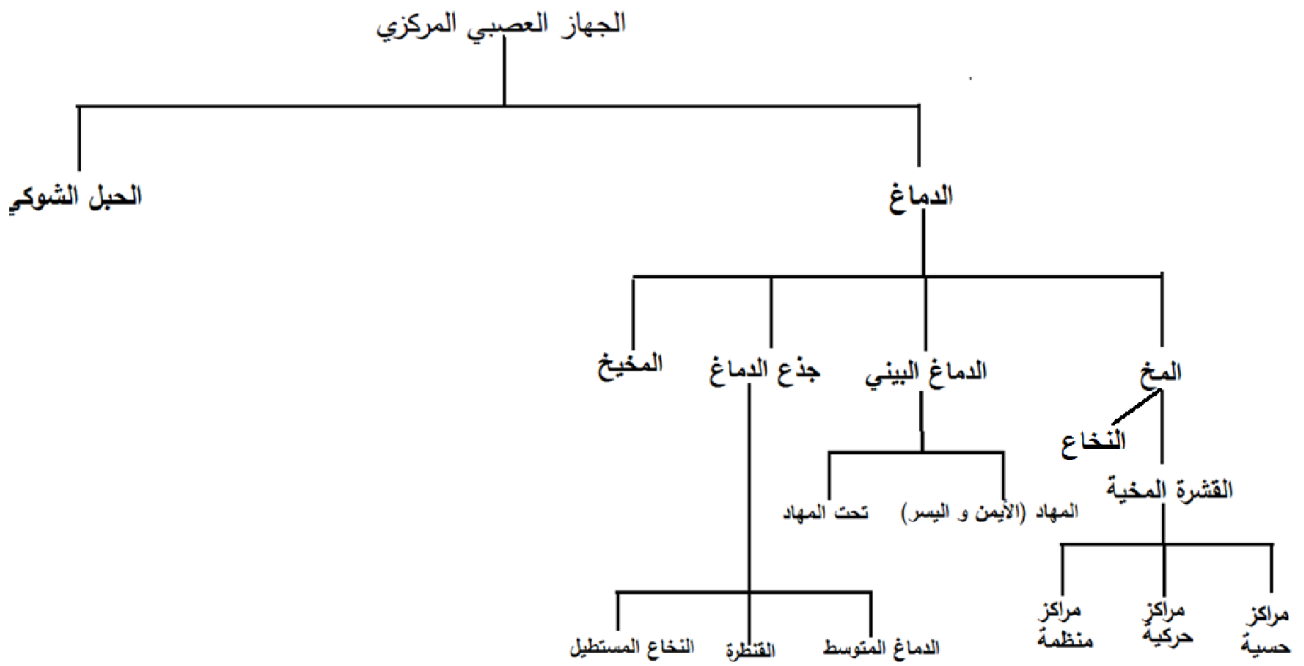 الجهاز العصبي المركزي
الدماغ
الحبل الشوكي
المخ
الدماغ البيني
جذع الدماغ
المخيخ
النخاع
القشرة المخية
المهاد (الأيمن و اليسر)
تحت المهاد
مراكز
حسية
مراكز
حركية
مراكز
منظمة
الدماغ المتوسط
القنطرة
النخاع المستطيل